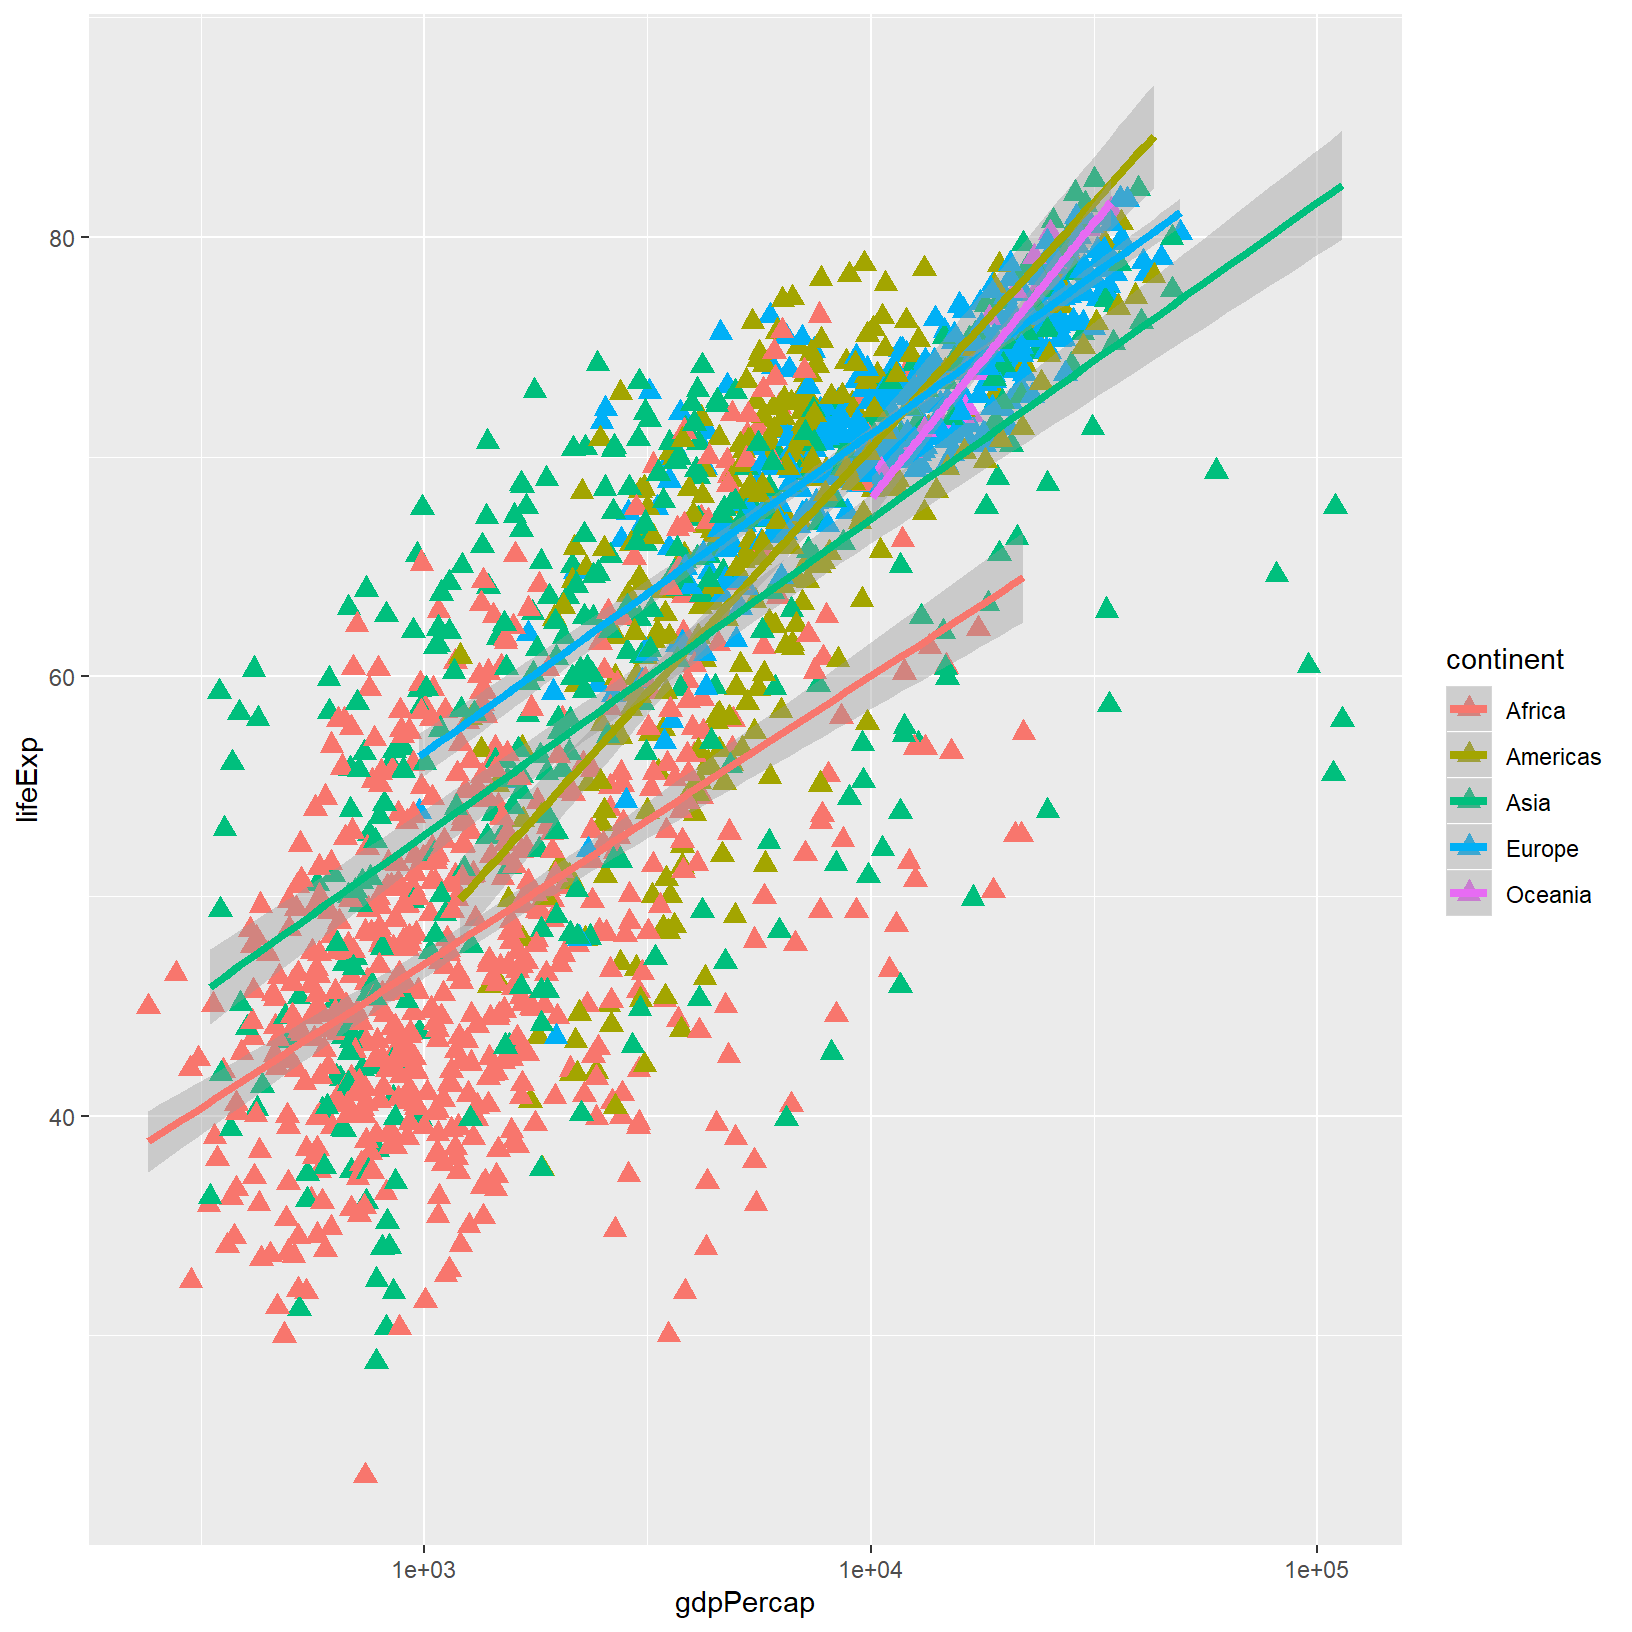 80
60
40
lifeExp
1e+03
1e+04
1e+05
gdpPercap
continent
Africa
Americas
Asia
Europe
Oceania